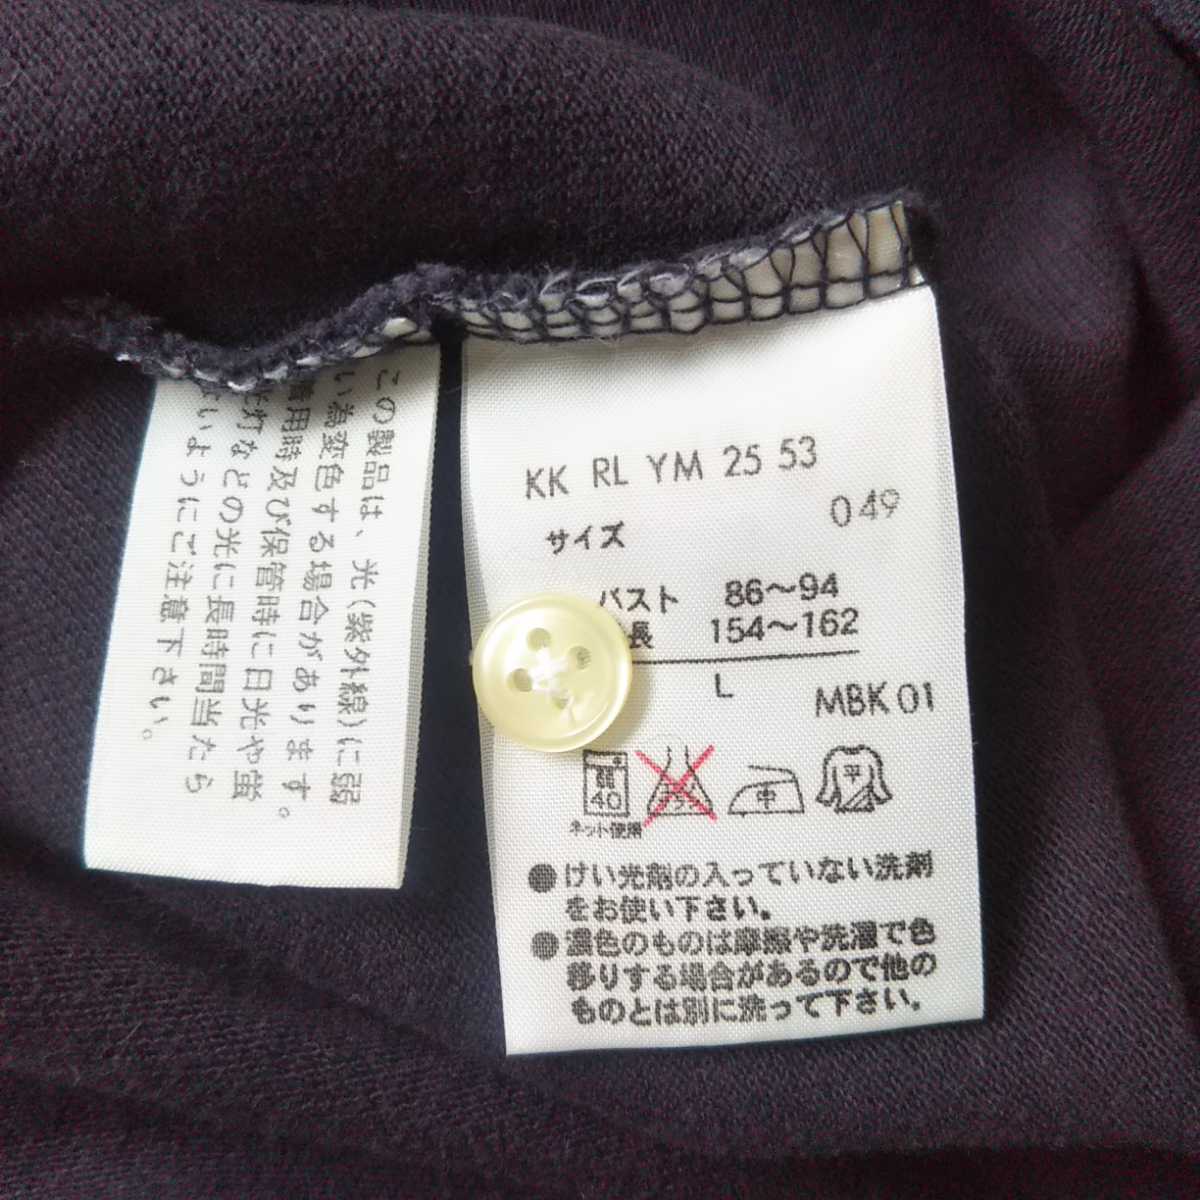 この製品は、光(紫外線)に弱
い為変色する場合があります。
着用時及び保管時に日光や蛍
光灯などの光に長時間当たら
ないようにご注意下さい。
KK RL YM 25 53
049
サイズ
バスト 86〜94
長 154〜162
L
MBK 01
40
中
平
ネット使用
●けい光剤の入っていない洗剤
をお使い下さい。
●濃色のものは摩擦や洗濯で色
移りする場合があるので他の
ものとは別に洗って下さい。